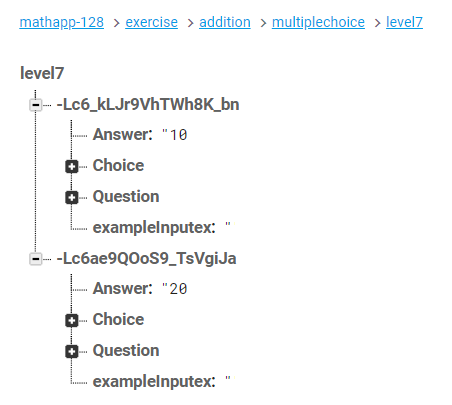 mathapp-128 > exercise > addition > multiplechoice > level7
level7
-Lc6_kLJr9VhTWh8K_bn
Answer: "10
Choice
Question
exampleInputex: "
-Lc6ae9QOoS9_TsVgiJa
Answer: "20
Choice
Question
exampleInputex: "